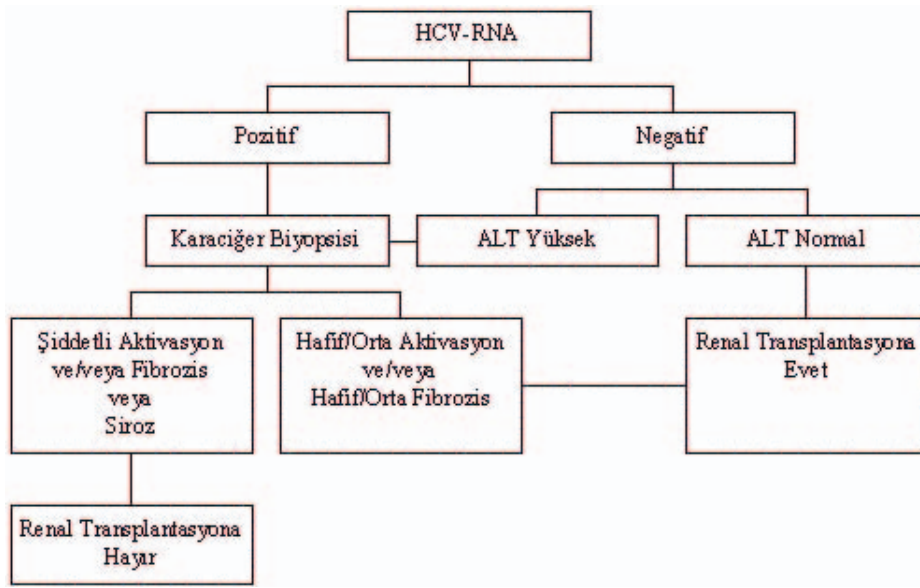 HCV-RNA
Pozitif
Negatif
Karaciğer Biyopsisi
ALT Yüksek
ALT Normal
Şiddetli Aktivasyon
ve/veya Fibrozis
veya
Siroz
Hafif/Orta Aktivasyon
ve/veya
Hafif/Orta Fibrozis
Renal Transplantasyona
Evet
Renal Transplantasyona
Hayır